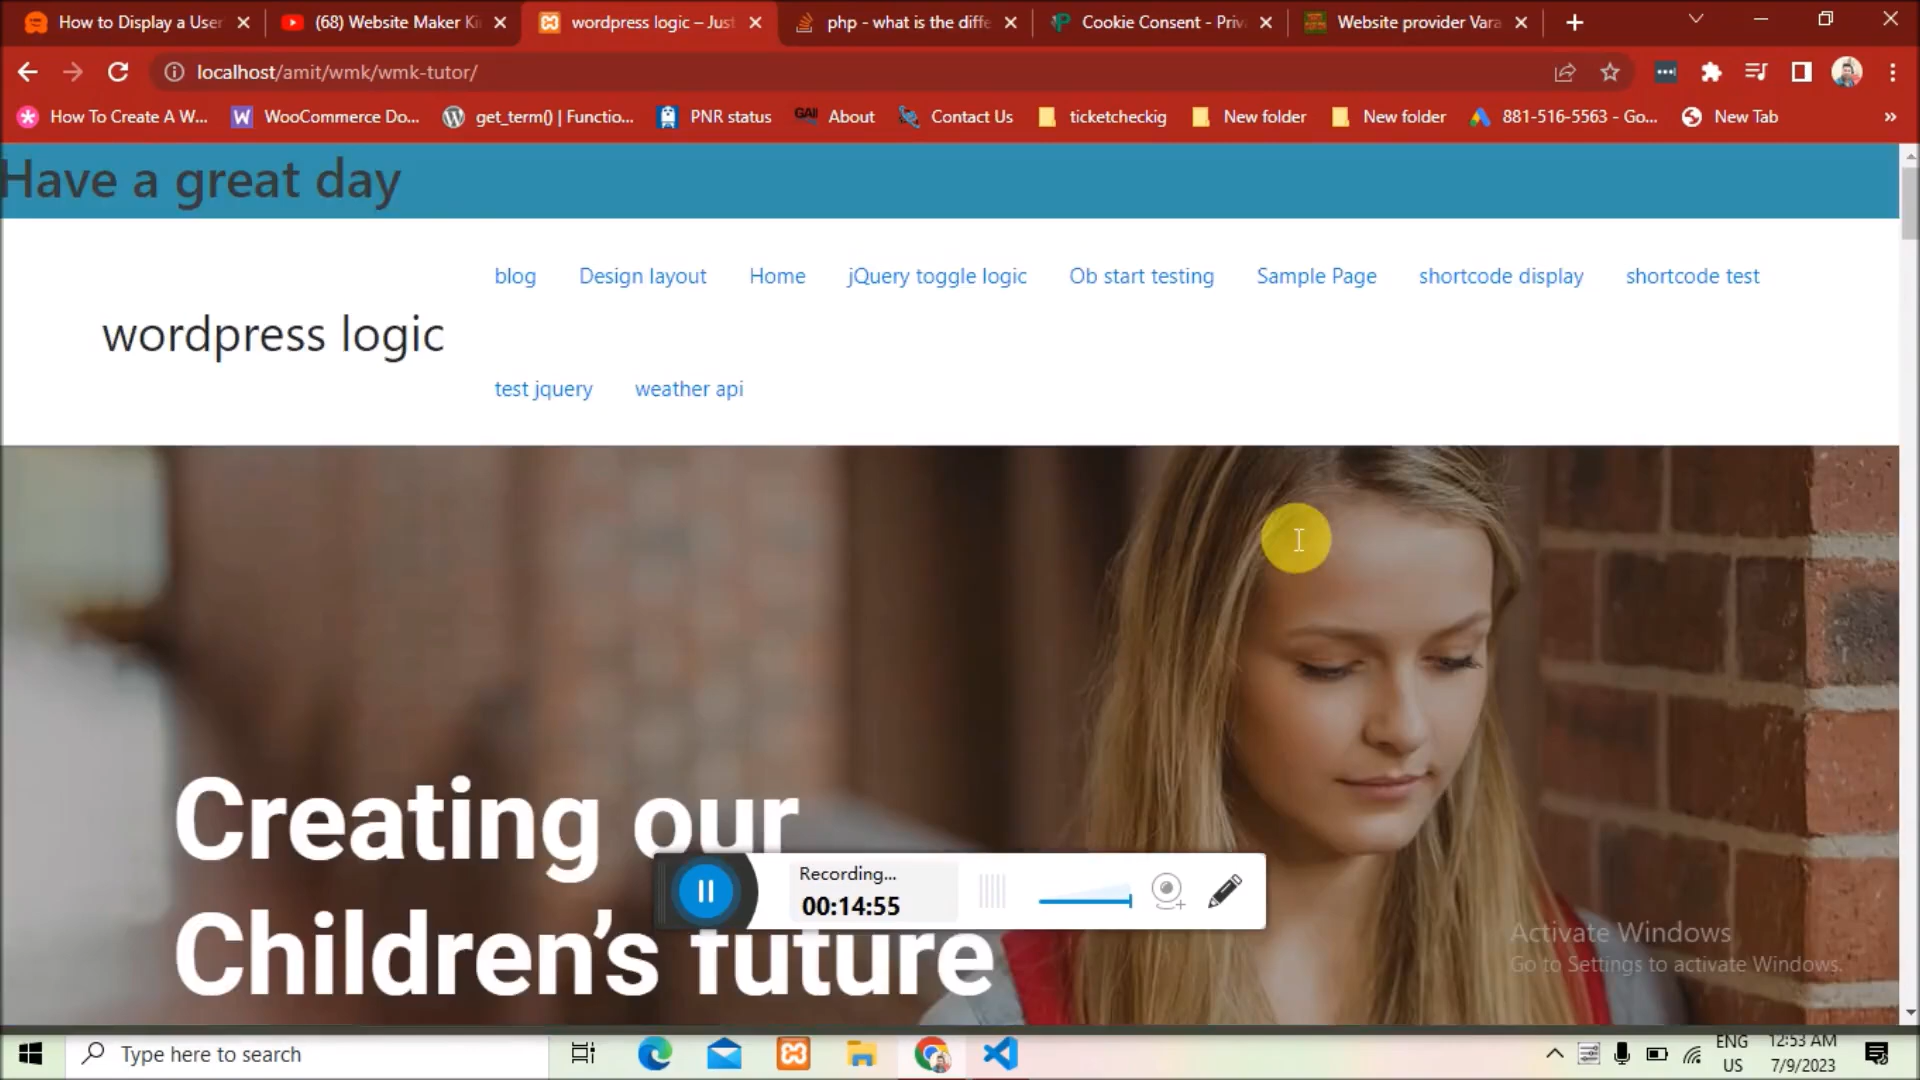 How to Display a User
(68) Website Maker Ki
wordpress logic – Just
php - what is the diffe
Cookie Consent - Priv
Website provider Vara
localhost/amit/wmk/wmk-tutor/
How To Create A W...
W WooCommerce Do...
get_term() | Functio...
PNR status
About
Contact Us
ticketcheckig
New folder
New folder
881-516-5563 - Go...
New Tab
»
Have a great day
blog
Design layout
Home
jQuery toggle logic
Ob start testing
Sample Page
shortcode display
shortcode test
wordpress logic
test jquery
weather api
Creating our
Children’s future
Recording...
00:14:55
Activate Windows
Go to Settings to activate Windows.
Type here to search
ENG
US
12:53 AM
7/9/2023